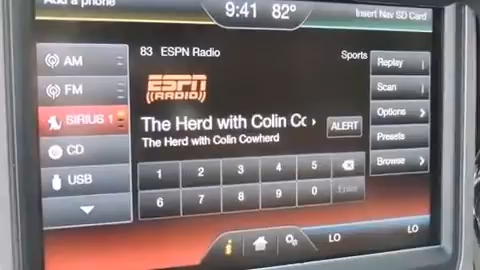 Add a phone
9:41 82°
Insert Nav SD Card
AM
FM
SIRIUS 1
CD
USB
83 ESPN Radio
Sports
ESPN
((RADIO))
The Herd with Colin Co
The Herd with Colin Cowherd
ALERT
1 2 3 4 5
6 7 8 9 0 Enter
Replay
Scan
Options
Presets
Browse
LO
LO